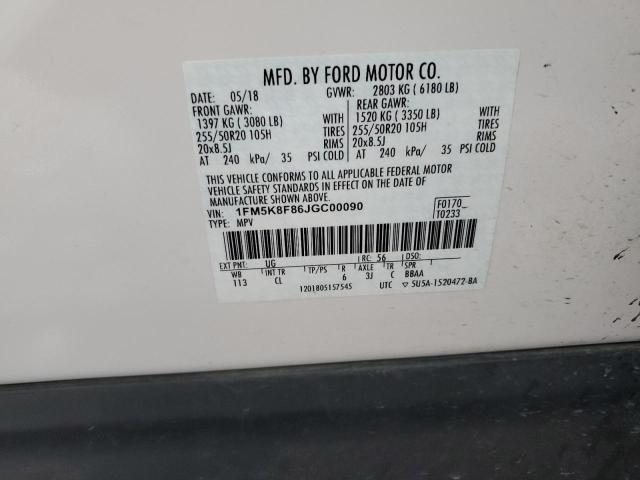 MFD. BY FORD MOTOR CO.
DATE: 05/18 GVWR: 2803 KG ( 6180 LB)
FRONT GAWR: REAR GAWR:
1397 KG ( 3080 LB) WITH 1520 KG ( 3350 LB) WITH
255/50R20 105H TIRES 255/50R20 105H TIRES
20x8.5J RIMS 20x8.5J RIMS
AT 240 kPa/ 35 PSI COLD AT 240 kPa/ 35 PSI COLD
THIS VEHICLE CONFORMS TO ALL APPLICABLE FEDERAL MOTOR
VEHICLE SAFETY STANDARDS IN EFFECT ON THE DATE OF
MANUFACTURE SHOWN ABOVE.
VIN: 1FM5K8F86JGC00090 F0170
TYPE: MPV T0233
EXT PNT: UG RC: 56 DSO:
WB INT TR TP/PS R AXLE TR SPR
113 CL 6 3J C BBAA
1201805157545 UTC ▽ 5U5A-1520472-BA